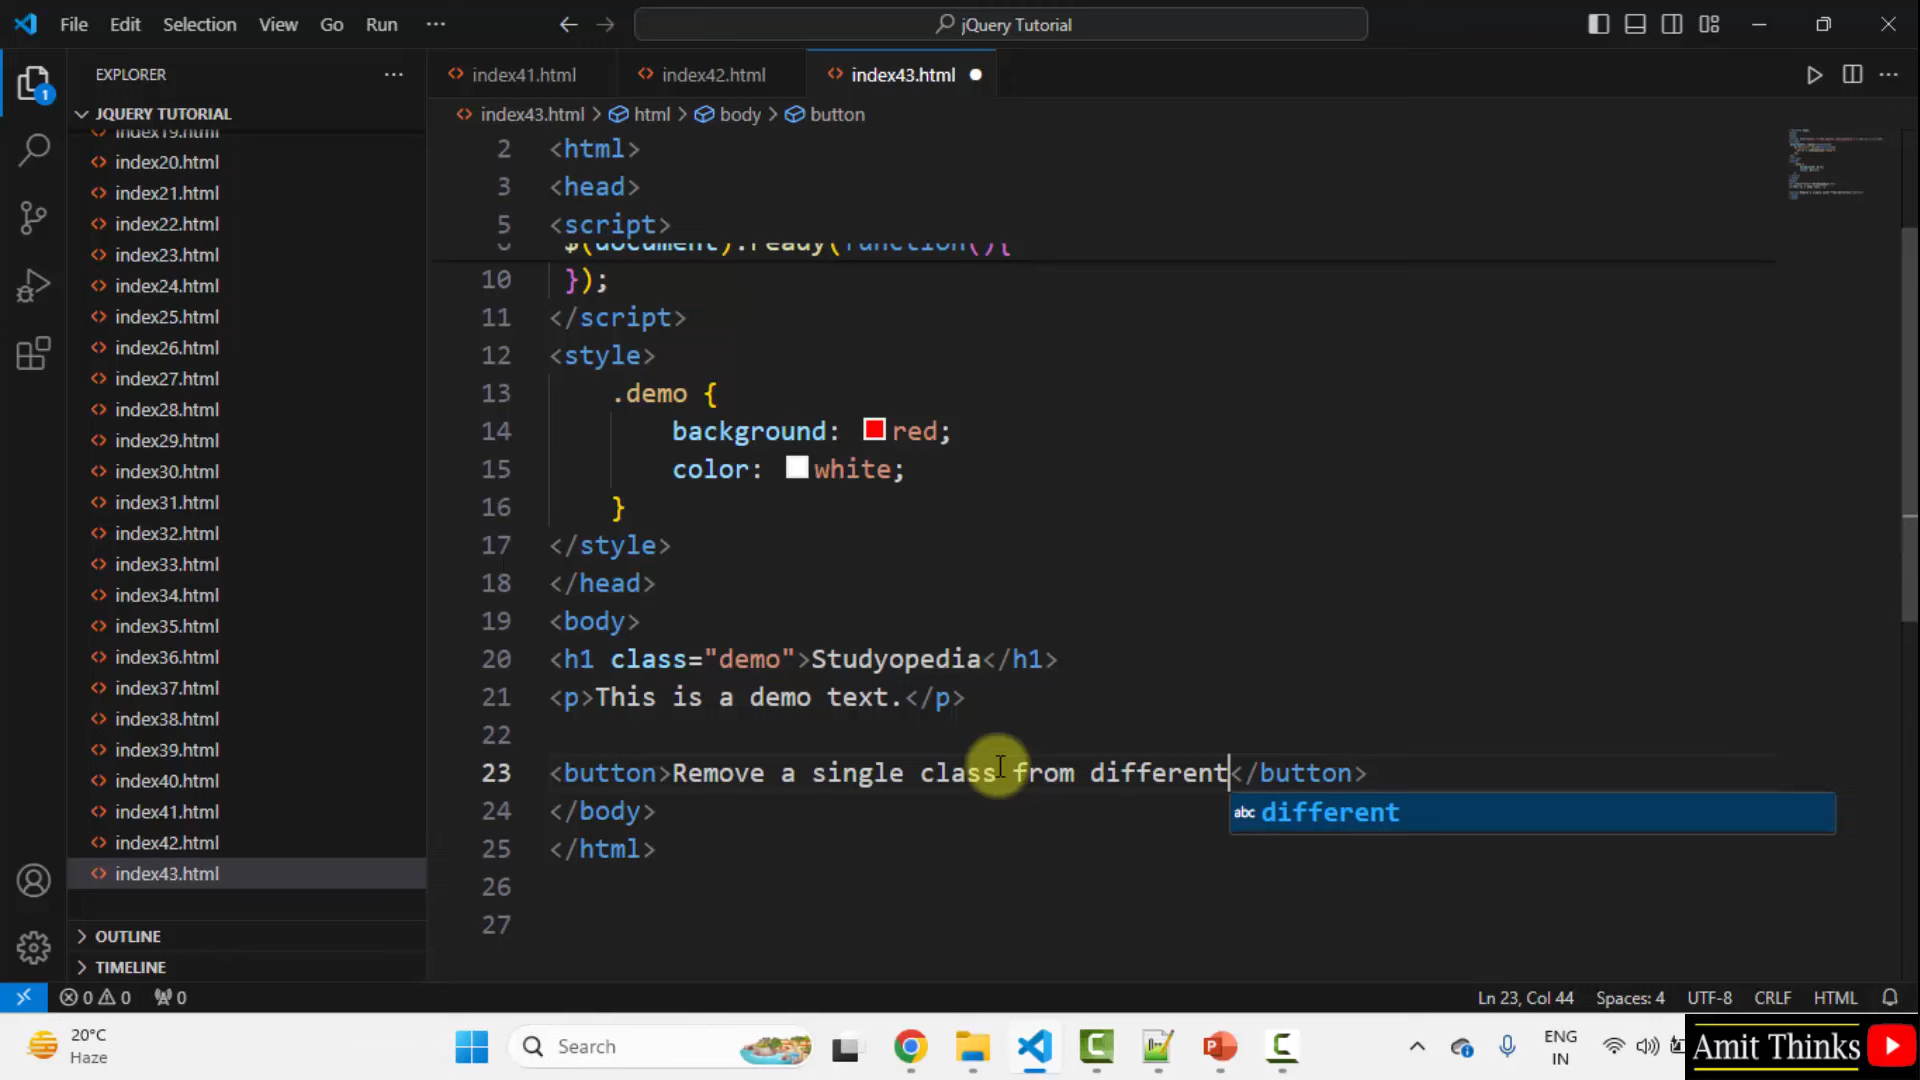 File Edit Selection View Go Run ··· jQuery Tutorial
EXPLORER ··· index41.html index42.html index43.html
JQUERY TUTORIAL index43.html > html > body > button
index19.html
index20.html
index21.html
index22.html
index23.html
index24.html
index25.html
index26.html
index27.html
index28.html
index29.html
index30.html
index31.html
index32.html
index33.html
index34.html
index35.html
index36.html
index37.html
index38.html
index39.html
index40.html
index41.html
index42.html
index43.html
OUTLINE
TIMELINE
2 <html>
3 <head>
5 <script>
6 $(document).ready(function(){
10 });
11 </script>
12 <style>
13 .demo {
14 background: red;
15 color: white;
16 }
17 </style>
18 </head>
19 <body>
20 <h1 class="demo">Studyopedia</h1>
21 <p>This is a demo text.</p>
22
23 <button>Remove a single class from different</button>
abc different
24 </body>
25 </html>
26
27
1
0 0 0 Ln 23, Col 44 Spaces: 4 UTF-8 CRLF HTML
20°C
Haze
Search
ENG
IN
Amit Thinks